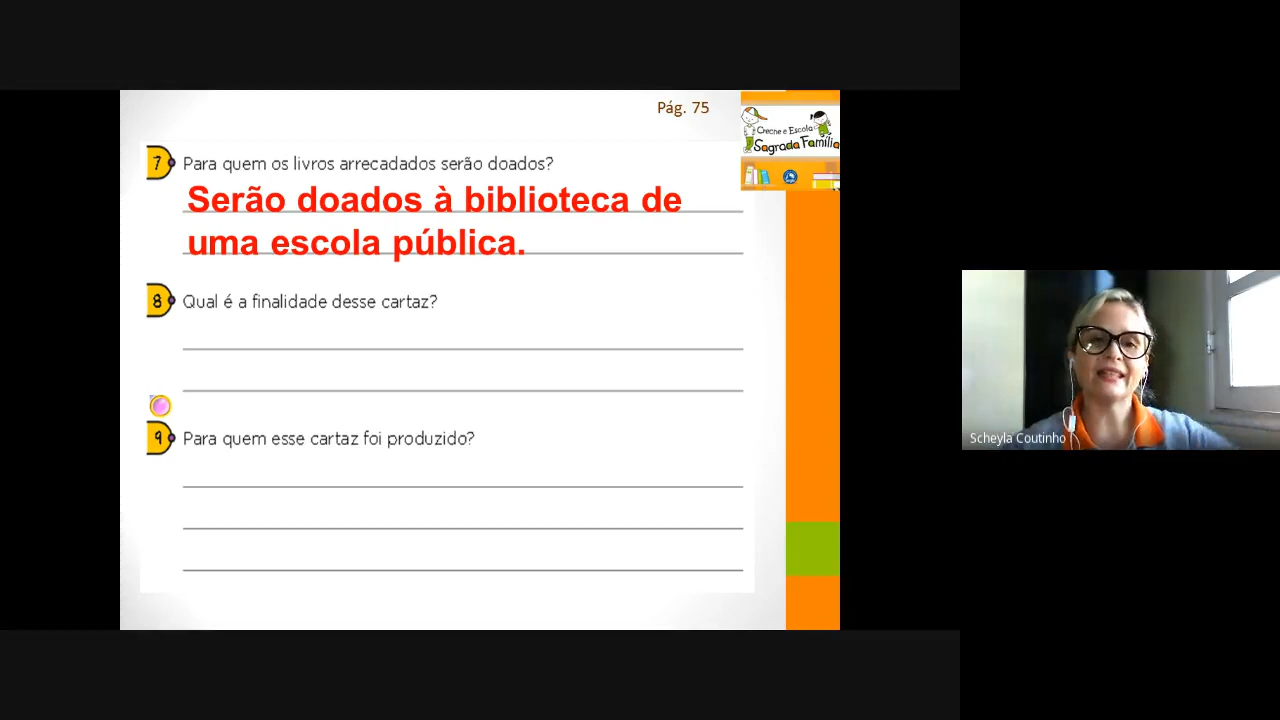 Pág. 75
Creche e Escola
Sagrada Família
7 Para quem os livros arrecadados serão doados?
Serão doados à biblioteca de
uma escola pública.
8 Qual é a finalidade desse cartaz?
9 Para quem esse cartaz foi produzido?
Scheyla Coutinho